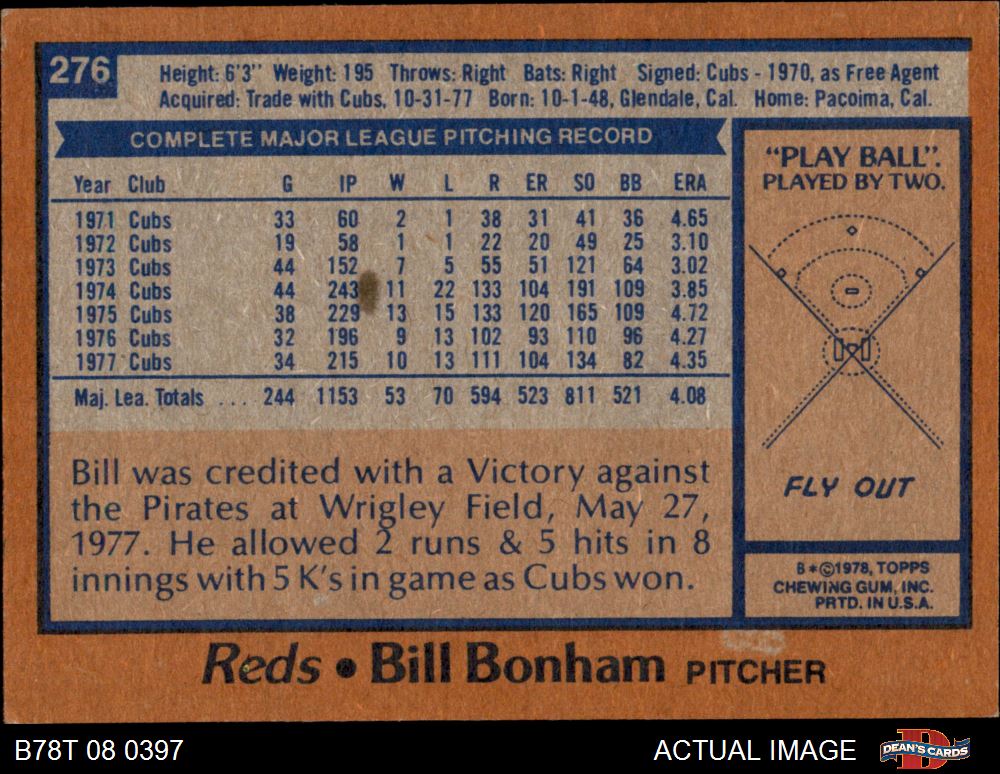 276
Height: 6'3" Weight: 195 Throws: Right Bats: Right Signed: Cubs - 1970, as Free Agent
Acquired: Trade with Cubs, 10-31-77 Born: 10-1-48, Glendale, Cal. Home: Pacoima, Cal.
COMPLETE MAJOR LEAGUE PITCHING RECORD
Year Club G IP W L R ER SO BB ERA
1971 Cubs 33 60 2 1 38 31 41 36 4.65
1972 Cubs 19 58 1 1 22 20 49 25 3.10
1973 Cubs 44 152 7 5 55 51 121 64 3.02
1974 Cubs 44 243 11 22 133 104 191 109 3.85
1975 Cubs 38 229 13 15 133 120 165 109 4.72
1976 Cubs 32 196 9 13 102 93 110 96 4.27
1977 Cubs 34 215 10 13 111 104 134 82 4.35
Maj. Lea. Totals ... 244 1153 53 70 594 523 811 521 4.08
Bill was credited with a Victory against
the Pirates at Wrigley Field, May 27,
1977. He allowed 2 runs & 5 hits in 8
innings with 5 K's in game as Cubs won.
"PLAY BALL".
PLAYED BY TWO.
FLY OUT
B*©1978, TOPPS
CHEWING GUM, INC.
PRTD. IN U.S.A.
Reds • Bill Bonham PITCHER
B78T 08 0397
ACTUAL IMAGE
DEAN'S CARDS